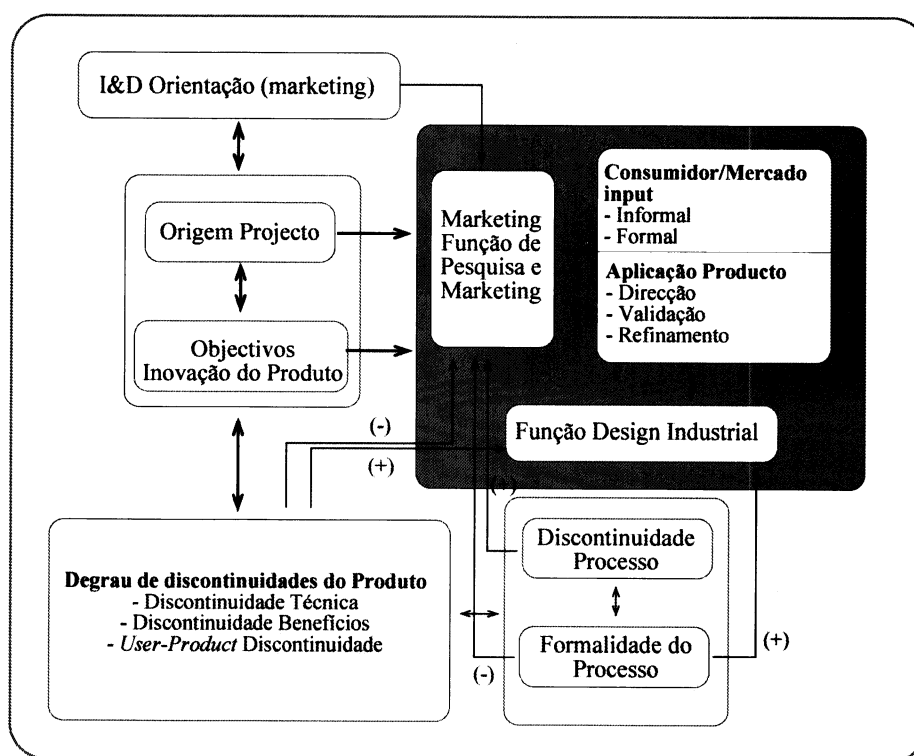 I&D Orientação (marketing)
Origem Projecto
Objectivos
Inovação do Produto
Marketing
Função de
Pesquisa e
Marketing
Consumidor/Mercado
input
- Informal
- Formal
Aplicação Producto
- Direcção
- Validação
- Refinamento
Função Design Industrial
(-)
(+)
(+)
Degrau de discontinuidades do Produto
- Discontinuidade Técnica
- Discontinuidade Benefícios
- User-Product Discontinuidade
Discontinuidade
Processo
Formalidade do
Processo
(-)
(+)